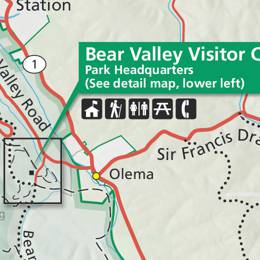 Station
Bear Valley Visitor C
Park Headquarters
(See detail map, lower left)
1
Valley Road
Sir Francis Dra
Olema
Bear